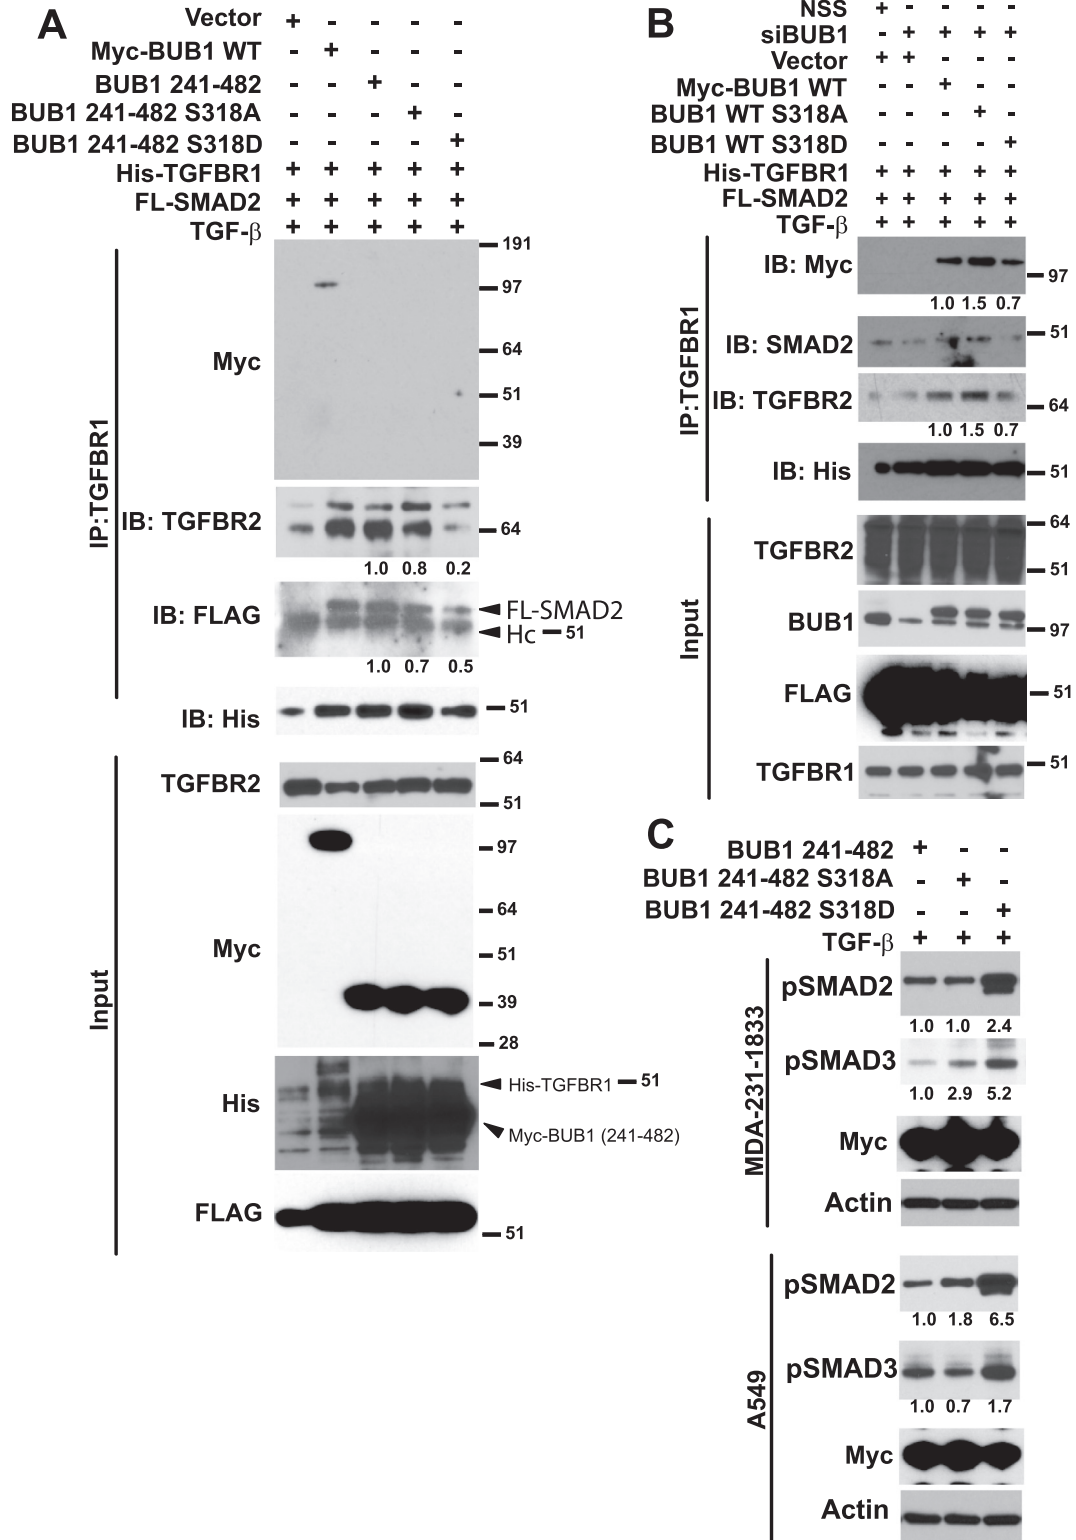 A
Vector + - - - -
Myc-BUB1 WT - + - - -
BUB1 241-482 - - + - -
BUB1 241-482 S318A - - - + -
BUB1 241-482 S318D - - - - +
His-TGFBR1 + + + + +
FL-SMAD2 + + + + +
TGF-β + + + + +
IP:TGFBR1
Myc
191
97
64
51
39
IB: TGFBR2
64
1.0 0.8 0.2
IB: FLAG
FL-SMAD2
Hc 51
1.0 0.7 0.5
IB: His
51
Input
TGFBR2
64
51
Myc
97
64
51
39
28
His
His-TGFBR1 51
Myc-BUB1 (241-482)
FLAG
51
B
NSS + - - - -
siBUB1 - + + + +
Vector + + - - -
Myc-BUB1 WT - - + - -
BUB1 WT S318A - - - + -
BUB1 WT S318D - - - - +
His-TGFBR1 + + + + +
FL-SMAD2 + + + + +
TGF-β + + + + +
IP:TGFBR1
IB: Myc
97
1.0 1.5 0.7
IB: SMAD2
51
IB: TGFBR2
64
1.0 1.5 0.7
IB: His
51
Input
TGFBR2
64
51
BUB1
97
FLAG
51
TGFBR1
51
C
BUB1 241-482 + - -
BUB1 241-482 S318A - + -
BUB1 241-482 S318D - - +
TGF-β + + +
MDA-231-1833
pSMAD2
1.0 1.0 2.4
pSMAD3
1.0 2.9 5.2
Myc
Actin
A549
pSMAD2
1.0 1.8 6.5
pSMAD3
1.0 0.7 1.7
Myc
Actin